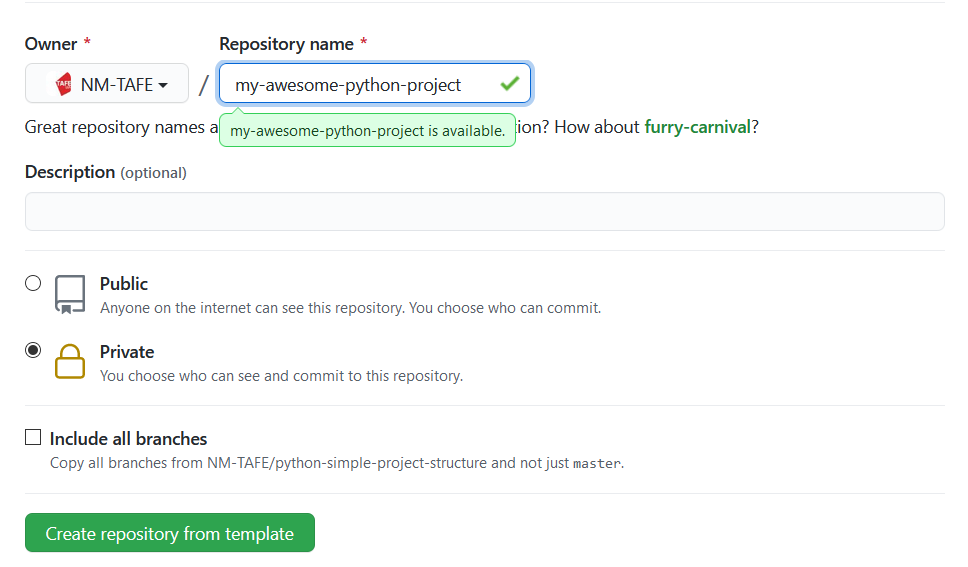 Owner * Repository name *
TAFE NM-TAFE / my-awesome-python-project
Great repository names a
my-awesome-python-project is available.
ion? How about furry-carnival?
Description (optional)
Public
Anyone on the internet can see this repository. You choose who can commit.
Private
You choose who can see and commit to this repository.
Include all branches
Copy all branches from NM-TAFE/python-simple-project-structure and not just master.
Create repository from template